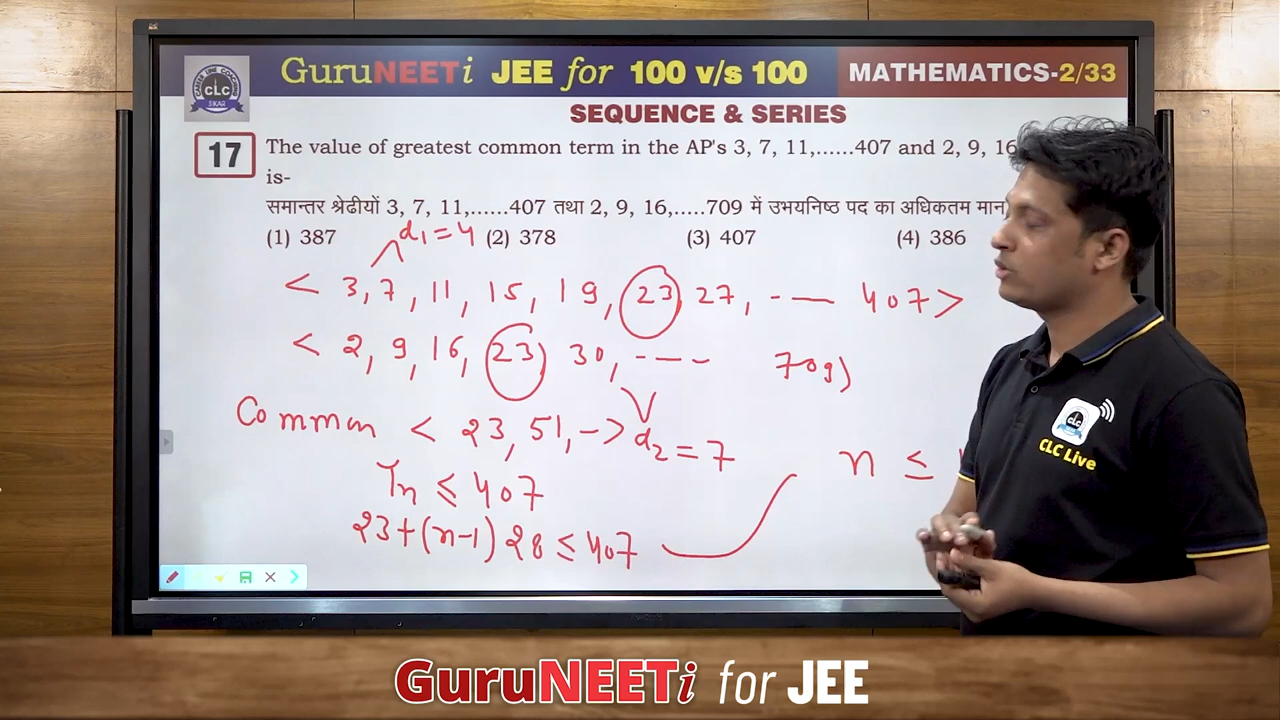 GuruNEETi JEE for 100 v/s 100 MATHEMATICS-2/33
CLC
SIKAR
SEQUENCE & SERIES
17 The value of greatest common term in the AP's 3, 7, 11,......407 and 2, 9, 16
is-
समान्तर श्रेढीयों 3, 7, 11,......407 तथा 2, 9, 16,.....709 में उभयनिष्ठ पद का अधिकतम मान
(1) 387 (2) 378 (3) 407 (4) 386
d₁ = 4
< 3, 7, 11, 15, 19, 23, 27, --- 407 >
< 2, 9, 16, 23, 30, ---- 709)
Common < 23, 51, -> d₂ = 7
Tn ≤ 407
n ≤
23+(n-1) 28 ≤ 407
CLC
CLC Live
GuruNEETi for JEE